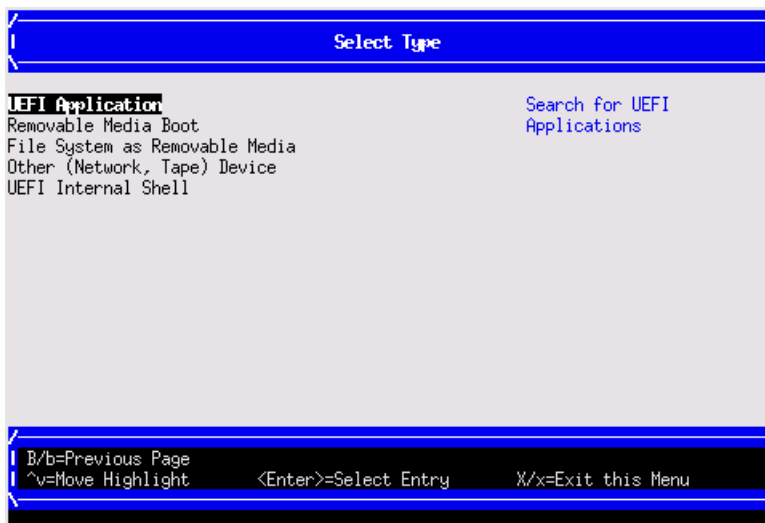 Select Type
UEFI Application
Search for UEFI
Removable Media Boot
Applications
File System as Removable Media
Other (Network, Tape) Device
UEFI Internal Shell
B/b=Previous Page
^v=Move Highlight <Enter>=Select Entry X/x=Exit this Menu